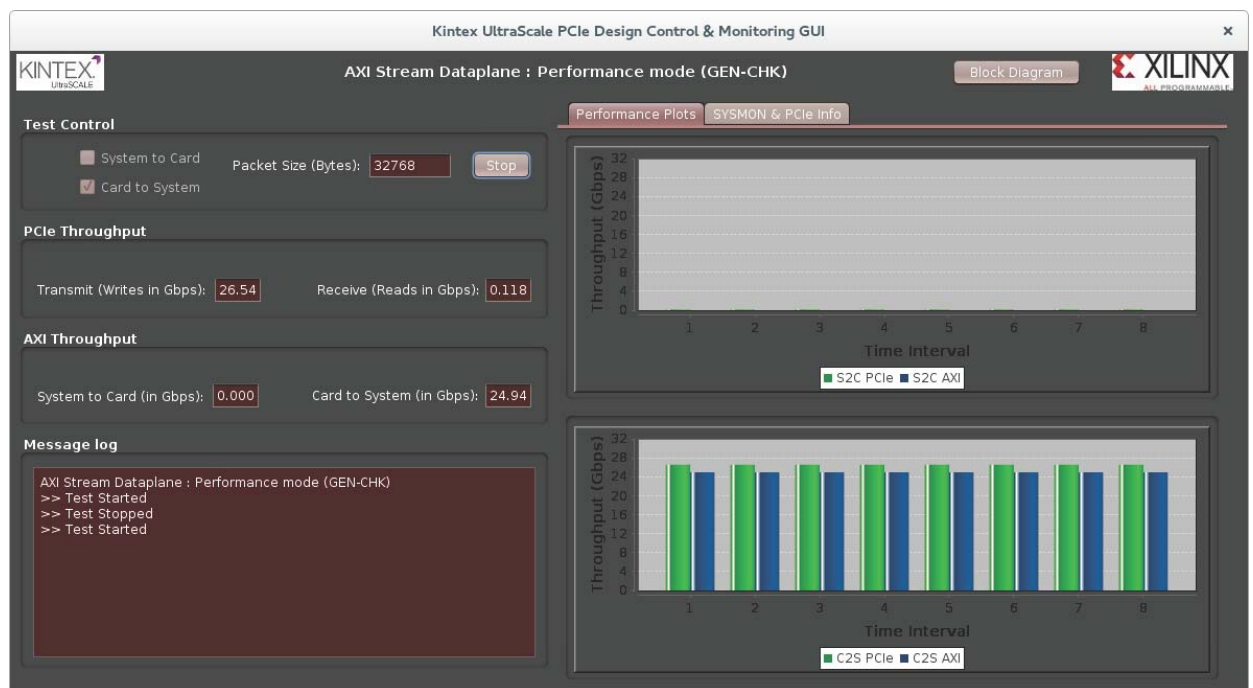 Kintex UltraScale PCIe Design Control & Monitoring GUI
×
KINTEX
UltraSCALE
AXI Stream Dataplane : Performance mode (GEN-CHK)
Block Diagram
XILINX
ALL PROGRAMMABLE.
Test Control
System to Card
Card to System
Packet Size (Bytes): 32768
Stop
PCIe Throughput
Transmit (Writes in Gbps): 26.54
Receive (Reads in Gbps): 0.118
AXI Throughput
System to Card (in Gbps): 0.000
Card to System (in Gbps): 24.94
Message log
AXI Stream Dataplane : Performance mode (GEN-CHK)
>> Test Started
>> Test Stopped
>> Test Started
Performance Plots
SYSMON & PCIe Info
Throughput (Gbps)
32
28
24
20
16
12
8
4
0
1 2 3 4 5 6 7 8
Time Interval
S2C PCIe S2C AXI
Throughput (Gbps)
32
28
24
20
16
12
8
4
0
1 2 3 4 5 6 7 8
Time Interval
C2S PCIe C2S AXI